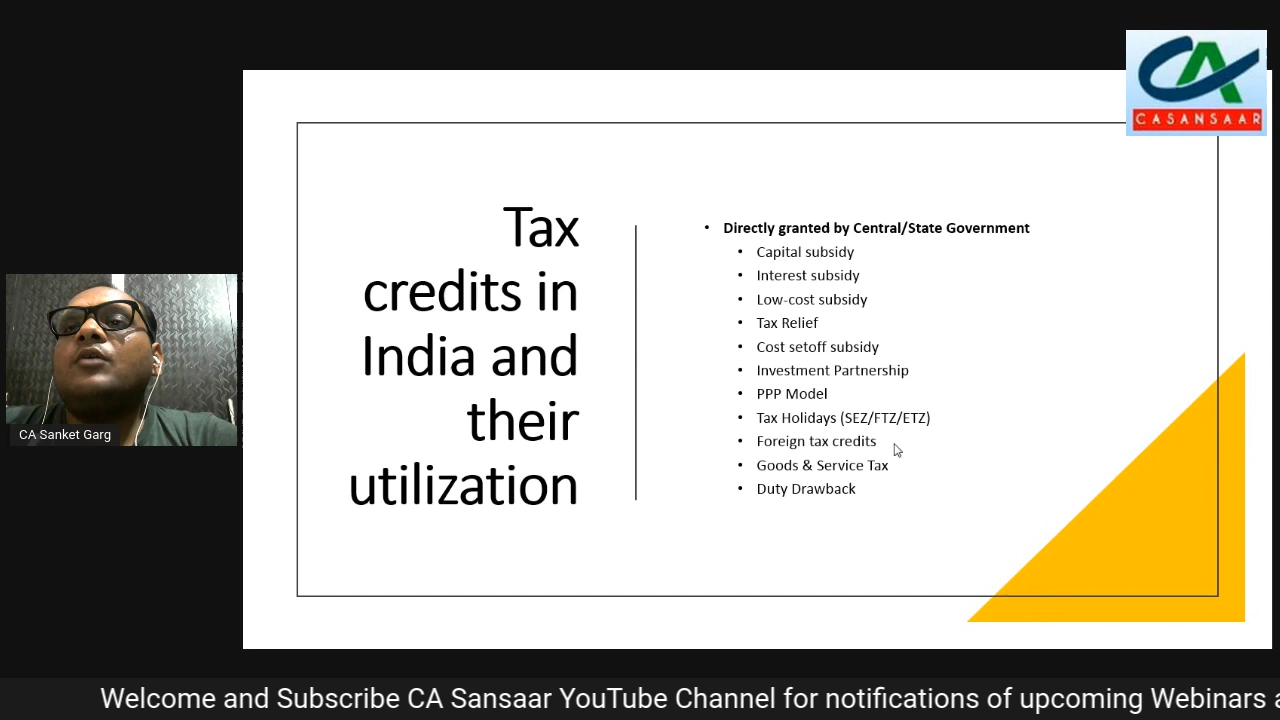 CASANSAAR
Tax
credits in
India and
their
utilization
• Directly granted by Central/State Government
• Capital subsidy
• Interest subsidy
• Low-cost subsidy
• Tax Relief
• Cost setoff subsidy
• Investment Partnership
• PPP Model
• Tax Holidays (SEZ/FTZ/ETZ)
• Foreign tax credits
• Goods & Service Tax
• Duty Drawback
CA Sanket Garg
Welcome and Subscribe CA Sansaar YouTube Channel for notifications of upcoming Webinars a